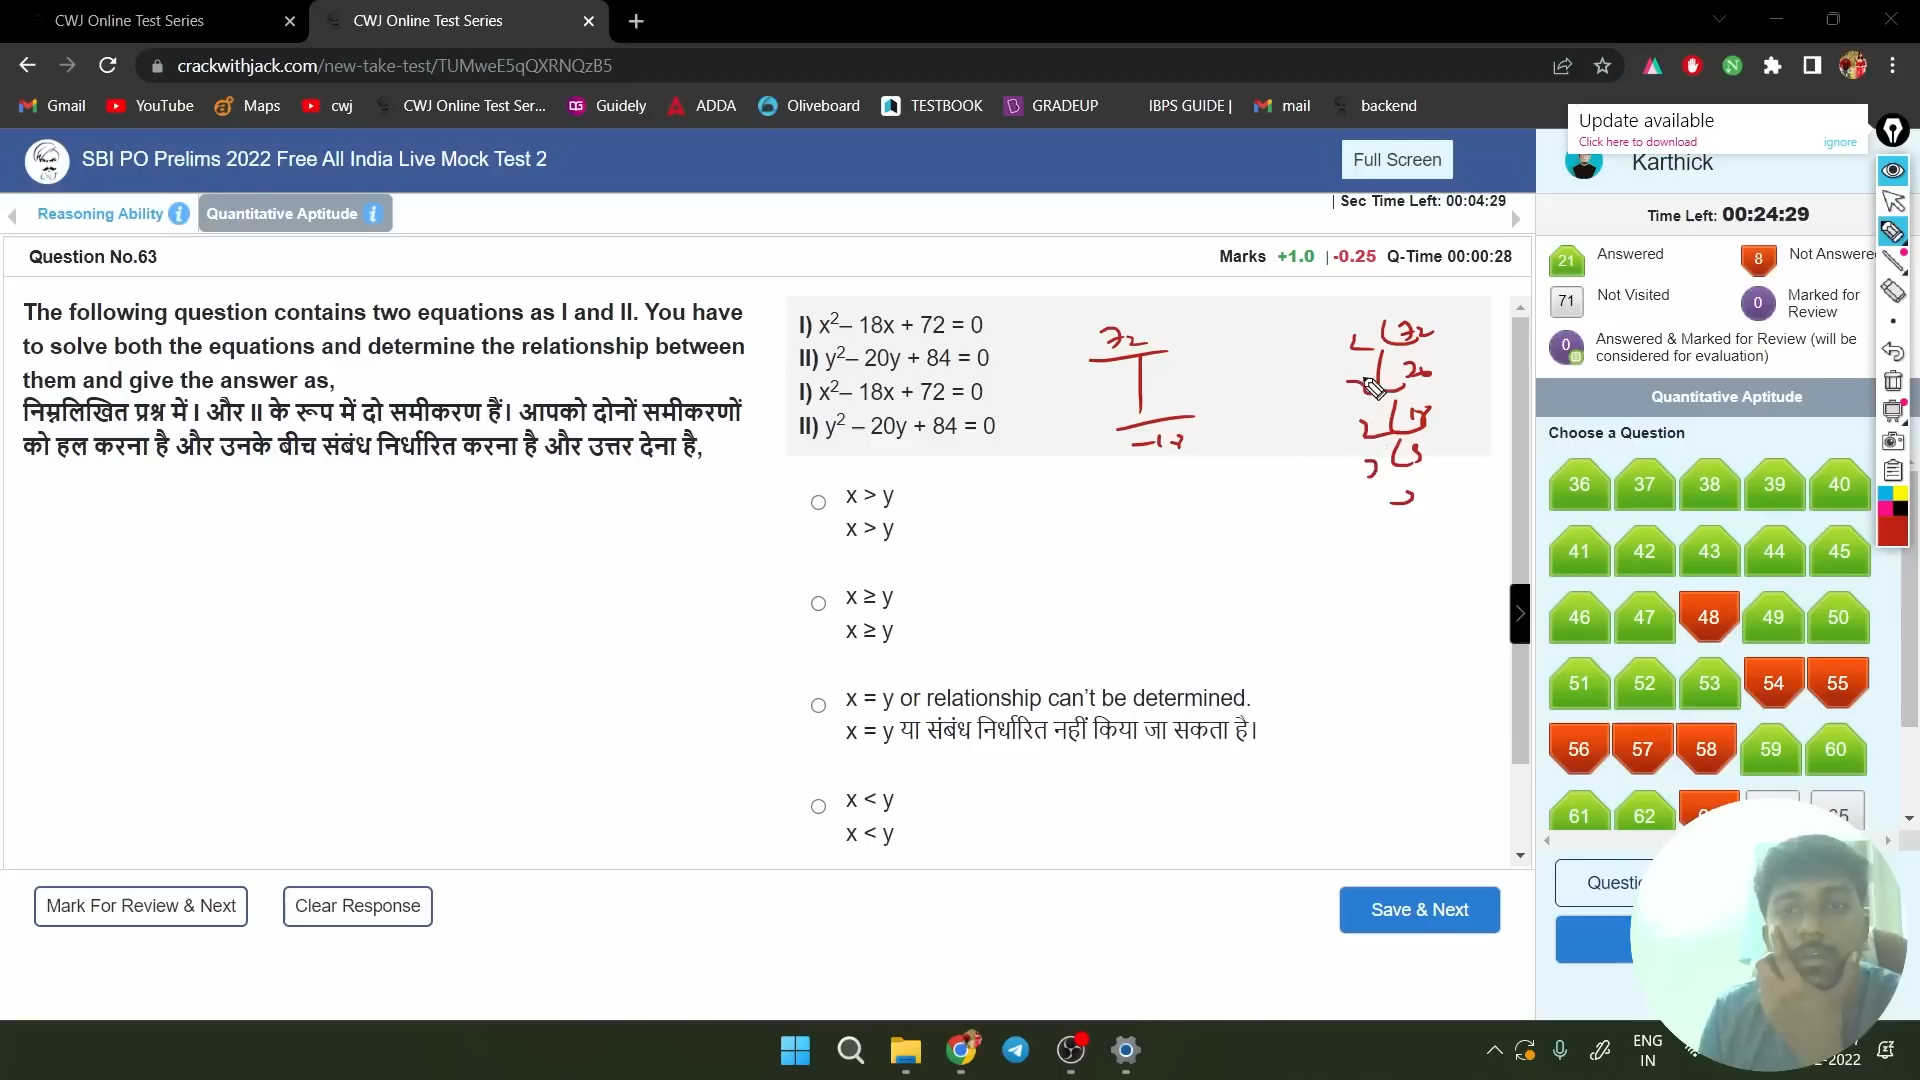 CWJ Online Test Series
CWJ Online Test Series
crackwithjack.com/new-take-test/TUMweE5qQXRNQzB5
Gmail YouTube Maps cwj CWJ Online Test Ser... Guidely ADDA Oliveboard TESTBOOK GRADEUP IBPS GUIDE | mail backend
Update available
Click here to download ignore
SBI PO Prelims 2022 Free All India Live Mock Test 2
Full Screen
Karthick
Reasoning Ability i Quantitative Aptitude i
| Sec Time Left: 00:04:29
Time Left: 00:24:29
Question No.63
Marks +1.0 | -0.25 Q-Time 00:00:28
21 Answered
8 Not Answere
71 Not Visited
0 Marked for Review
0 Answered & Marked for Review (will be considered for evaluation)
The following question contains two equations as I and II. You have
to solve both the equations and determine the relationship between
them and give the answer as,
निम्नलिखित प्रश्न में I और II के रूप में दो समीकरण हैं। आपको दोनों समीकरणों
को हल करना है और उनके बीच संबंध निर्धारित करना है और उत्तर देना है,
I) x²– 18x + 72 = 0
II) y²– 20y + 84 = 0
I) x²– 18x + 72 = 0
II) y² – 20y + 84 = 0
72
72
x > y
x > y
x ≥ y
x ≥ y
x = y or relationship can’t be determined.
x = y या संबंध निर्धारित नहीं किया जा सकता है।
x < y
x < y
Quantitative Aptitude
Choose a Question
36 37 38 39 40
41 42 43 44 45
46 47 48 49 50
51 52 53 54 55
56 57 58 59 60
61 62
Mark For Review & Next
Clear Response
Save & Next
ENG
IN